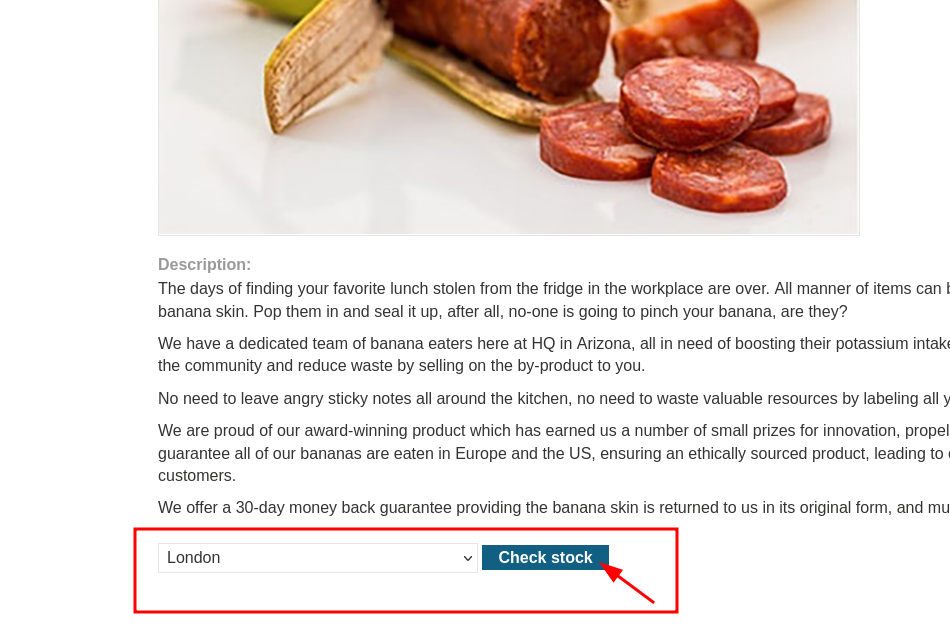 Description:
The days of finding your favorite lunch stolen from the fridge in the workplace are over. All manner of items can
banana skin. Pop them in and seal it up, after all, no-one is going to pinch your banana, are they?
We have a dedicated team of banana eaters here at HQ in Arizona, all in need of boosting their potassium intake
the community and reduce waste by selling on the by-product to you.
No need to leave angry sticky notes all around the kitchen, no need to waste valuable resources by labeling all
We are proud of our award-winning product which has earned us a number of small prizes for innovation,
guarantee all of our bananas are eaten in Europe and the US, ensuring an ethically sourced product, leading to
customers.
We offer a 30-day money back guarantee providing the banana skin is returned to us in its original form, and
London
Check stock